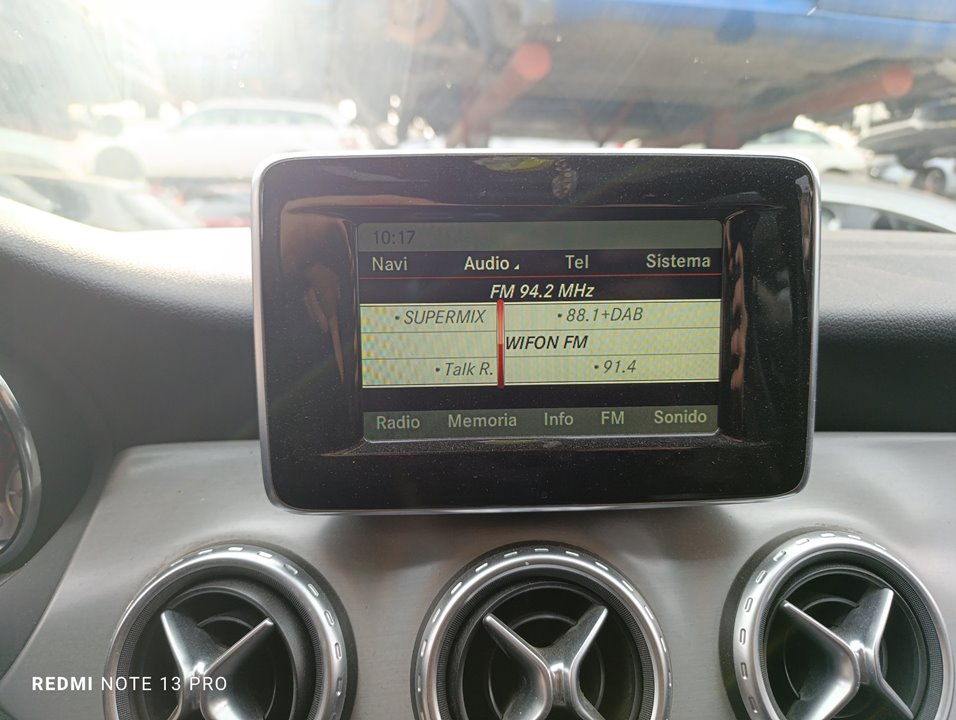 10:17
Navi Audio Tel Sistema
FM 94.2 MHz
• SUPERMIX • 88.1+DAB
WIFON FM
• Talk R. • 91.4
Radio Memoria Info FM Sonido
REDMI NOTE 13 PRO